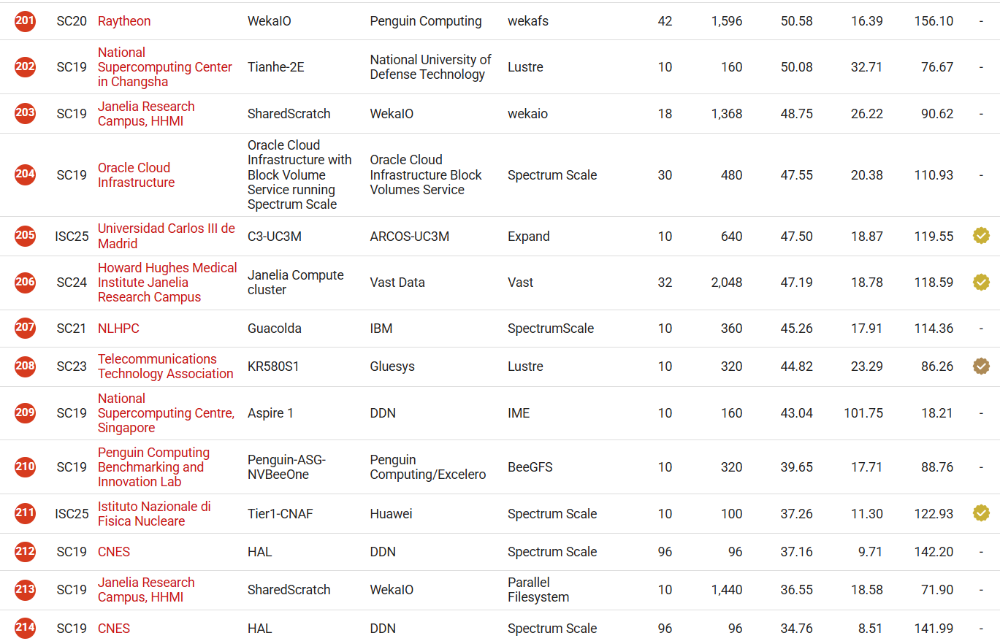 201 SC20 Raytheon WekaIO Penguin Computing wekafs 42 1,596 50.58 16.39 156.10 -
202 SC19 National Supercomputing Center in Changsha Tianhe-2E National University of Defense Technology Lustre 10 160 50.08 32.71 76.67 -
203 SC19 Janelia Research Campus, HHMI SharedScratch WekaIO wekaio 18 1,368 48.75 26.22 90.62 -
204 SC19 Oracle Cloud Infrastructure Oracle Cloud Infrastructure with Block Volume Service running Spectrum Scale Oracle Cloud Infrastructure Block Volumes Service Spectrum Scale 30 480 47.55 20.38 110.93 -
205 ISC25 Universidad Carlos III de Madrid C3-UC3M ARCOS-UC3M Expand 10 640 47.50 18.87 119.55
206 SC24 Howard Hughes Medical Institute Janelia Research Campus Janelia Compute cluster Vast Data Vast 32 2,048 47.19 18.78 118.59
207 SC21 NLHPC Guacolda IBM SpectrumScale 10 360 45.26 17.91 114.36 -
208 SC23 Telecommunications Technology Association KR580S1 Gluesys Lustre 10 320 44.82 23.29 86.26
209 SC19 National Supercomputing Centre, Singapore Aspire 1 DDN IME 10 160 43.04 101.75 18.21 -
210 SC19 Penguin Computing Benchmarking and Innovation Lab Penguin-ASG-NVBeeOne Penguin Computing/Excelero BeeGFS 10 320 39.65 17.71 88.76 -
211 ISC25 Istituto Nazionale di Fisica Nucleare Tier1-CNAF Huawei Spectrum Scale 10 100 37.26 11.30 122.93
212 SC19 CNES HAL DDN Spectrum Scale 96 96 37.16 9.71 142.20 -
213 SC19 Janelia Research Campus, HHMI SharedScratch WekaIO Parallel Filesystem 10 1,440 36.55 18.58 71.90 -
214 SC19 CNES HAL DDN Spectrum Scale 96 96 34.76 8.51 141.99 -